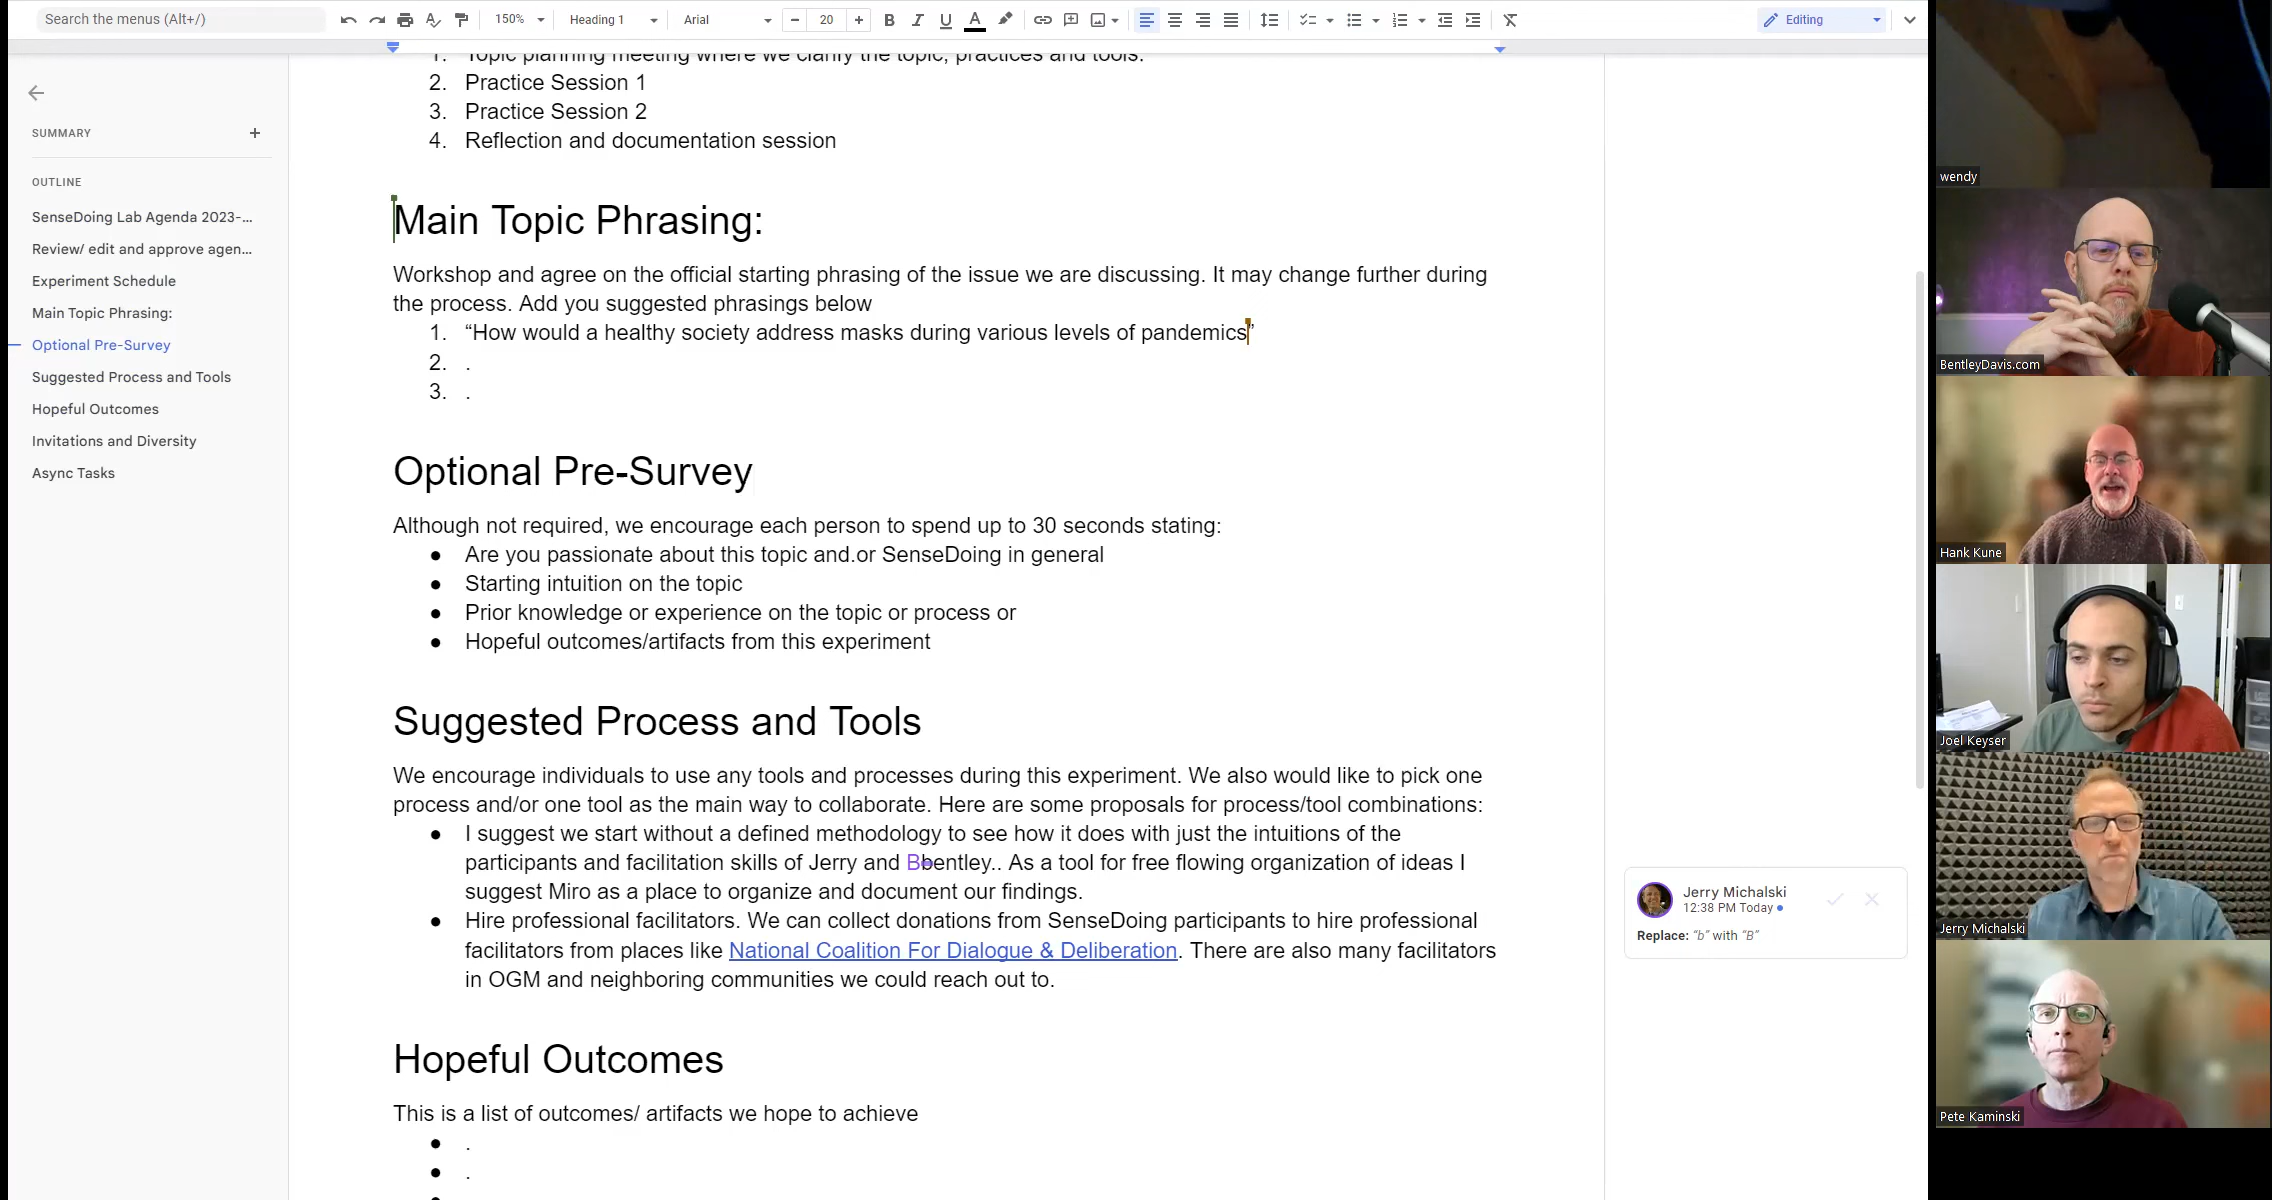 Search the menus (Alt+/)
150%
Heading 1
Arial
20
Editing
SUMMARY
OUTLINE
SenseDoing Lab Agenda 2023-...
Review/ edit and approve agen...
Experiment Schedule
Main Topic Phrasing:
Optional Pre-Survey
Suggested Process and Tools
Hopeful Outcomes
Invitations and Diversity
Async Tasks
1. Topic planning meeting where we clarify the topic, practices and tools.
2. Practice Session 1
3. Practice Session 2
4. Reflection and documentation session
Main Topic Phrasing:
Workshop and agree on the official starting phrasing of the issue we are discussing. It may change further during
the process. Add you suggested phrasings below
1. “How would a healthy society address masks during various levels of pandemics”
2. .
3. .
Optional Pre-Survey
Although not required, we encourage each person to spend up to 30 seconds stating:
● Are you passionate about this topic and.or SenseDoing in general
● Starting intuition on the topic
● Prior knowledge or experience on the topic or process or
● Hopeful outcomes/artifacts from this experiment
Suggested Process and Tools
We encourage individuals to use any tools and processes during this experiment. We also would like to pick one
process and/or one tool as the main way to collaborate. Here are some proposals for process/tool combinations:
● I suggest we start without a defined methodology to see how it does with just the intuitions of the
participants and facilitation skills of Jerry and Bbentley.. As a tool for free flowing organization of ideas I
suggest Miro as a place to organize and document our findings.
● Hire professional facilitators. We can collect donations from SenseDoing participants to hire professional
facilitators from places like National Coalition For Dialogue & Deliberation. There are also many facilitators
in OGM and neighboring communities we could reach out to.
Hopeful Outcomes
This is a list of outcomes/ artifacts we hope to achieve
● .
● .
Jerry Michalski
12:38 PM Today
Replace: “b” with “B”
wendy
BentleyDavis.com
Hank Kune
Joel Keyser
Jerry Michalski
Pete Kaminski